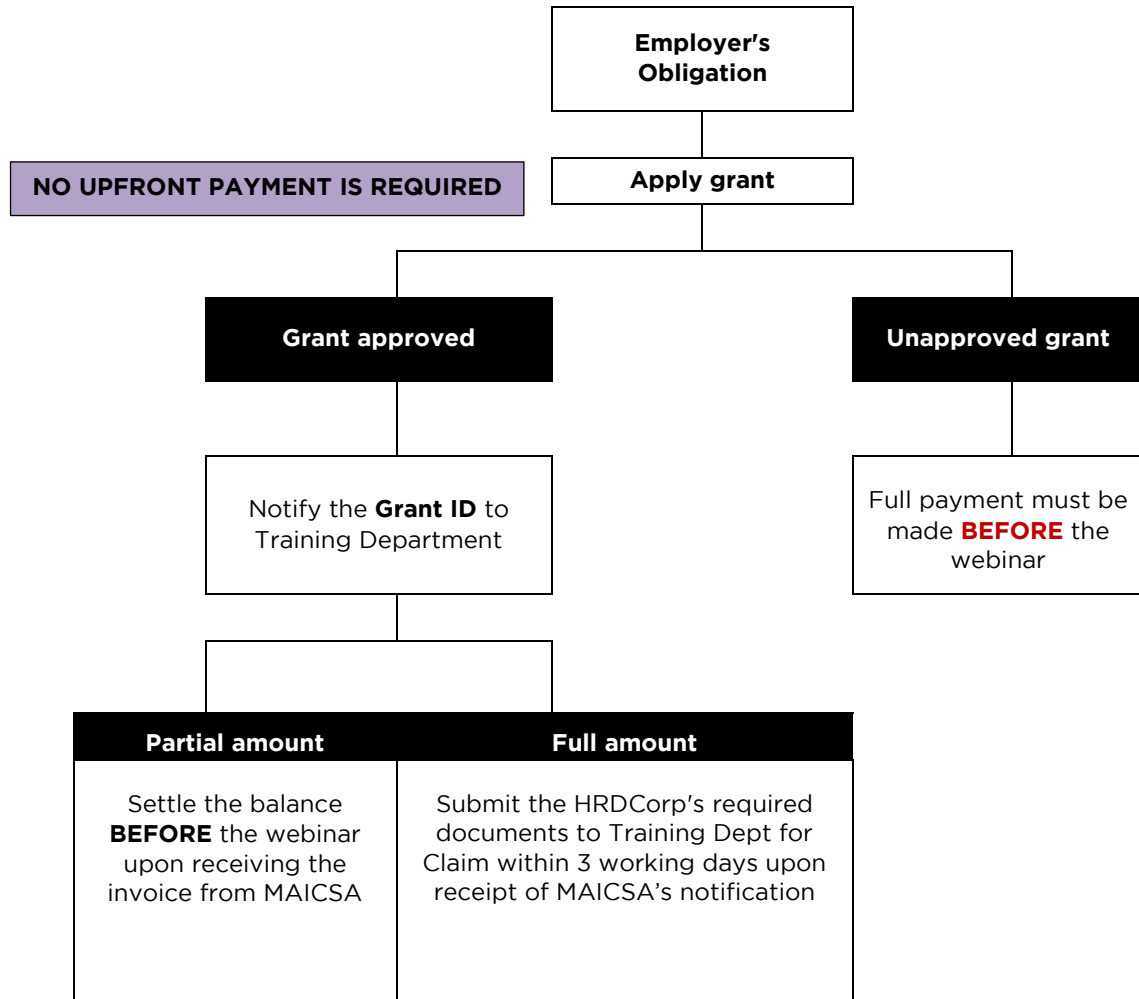 Employer's
Obligation
NO UPFRONT PAYMENT IS REQUIRED
Apply grant
Grant approved
Unapproved grant
Notify the Grant ID to
Training Department
Full payment must be
made BEFORE the
webinar
Partial amount
Full amount
Settle the balance
BEFORE the webinar
upon receiving the
invoice from MAICSA
Submit the HRDCorp's required
documents to Training Dept for
Claim within 3 working days upon
receipt of MAICSA’s notification